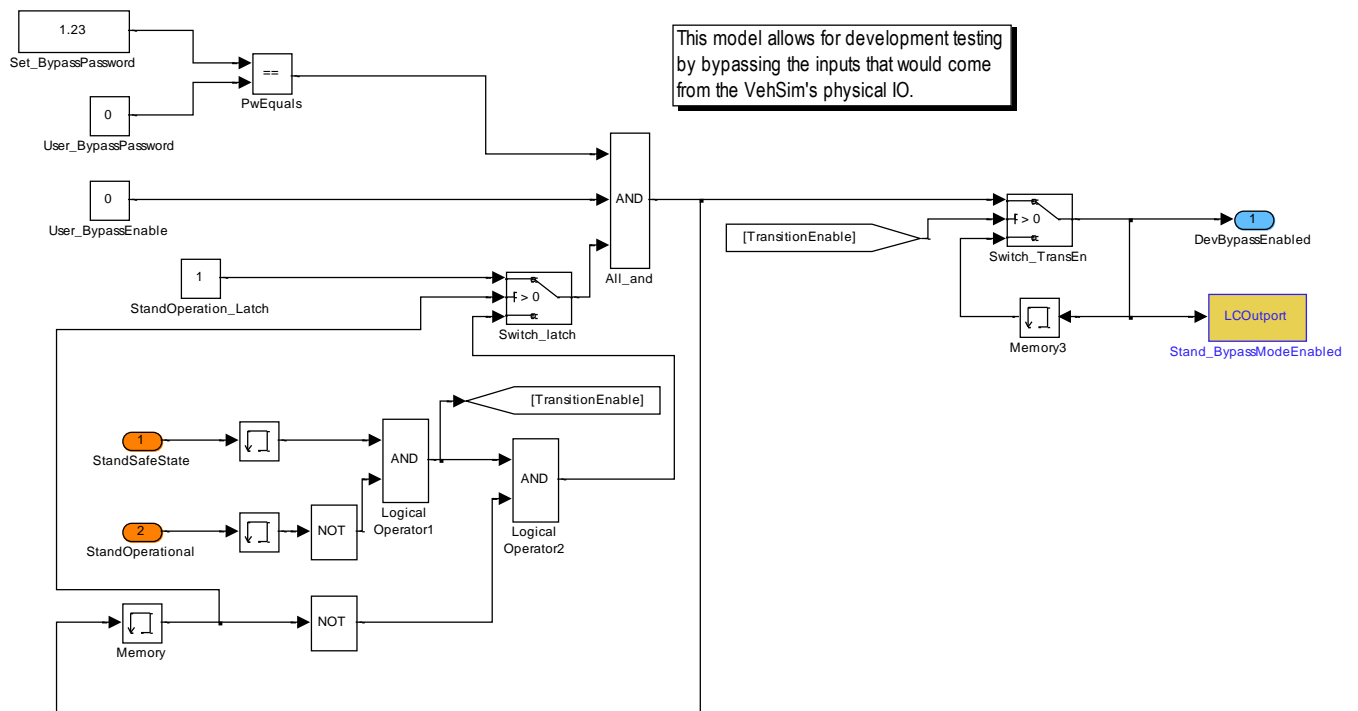 1.23
Set_BypassPassword
==
PwEquals
0
User_BypassPassword
This model allows for development testing
by bypassing the inputs that would come
from the VehSim's physical IO.
0
User_BypassEnable
AND
All_and
[TransitionEnable]
> 0
Switch_TransEn
1
DevBypassEnabled
1
StandOperation_Latch
> 0
Switch_latch
Memory3
LCOutport
Stand_BypassModeEnabled
[TransitionEnable]
1
StandSafeState
AND
Logical
Operator1
AND
Logical
Operator2
2
StandOperational
NOT
Memory
NOT